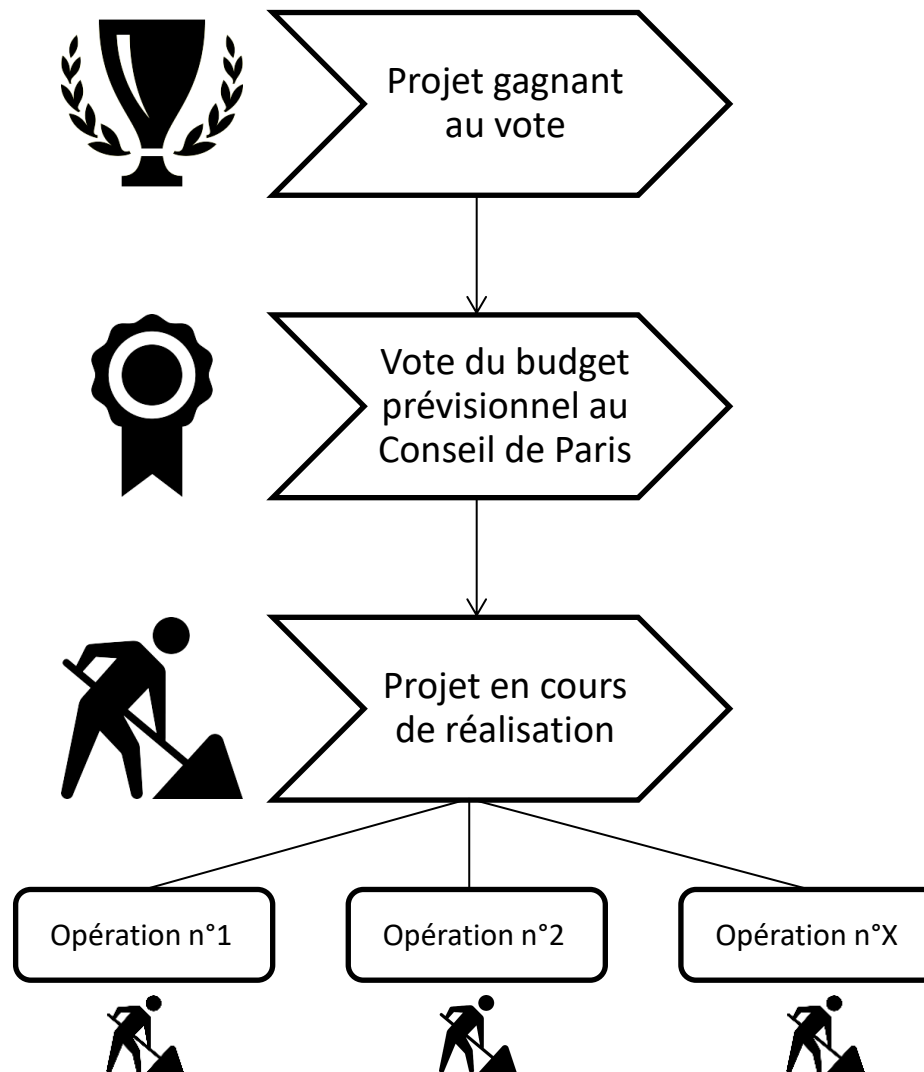 Projet gagnant
au vote
Vote du budget
prévisionnel au
Conseil de Paris
Projet en cours
de réalisation
Opération n°1
Opération n°2
Opération n°X